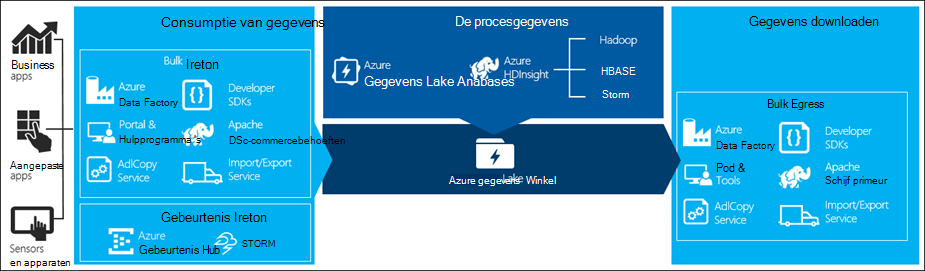 Business
apps
Aangepaste
apps
Sensors
en apparaten
Consumptie van gegevens
Bulk Ireton
Azure
Data Factory
Developer
SDKs
Portal &
Hulpprogramma's
Apache
DSc-commercebehoeften
AdlCopy
Service
Import/Export
Service
Gebeurtenis Ireton
Azure
Gebeurtenis Hub
STORM
De procesgegevens
Azure
Gegevens Lake Anabases
Azure
HDInsight
Hadoop
HBASE
Storm
Lake
Azure gegevens Winkel
Gegevens downloaden
Bulk Egress
Azure
Data Factory
Developer
SDKs
Pod &
Tools
Apache
Schijf primeur
AdlCopy
Service
Import/Export
Service